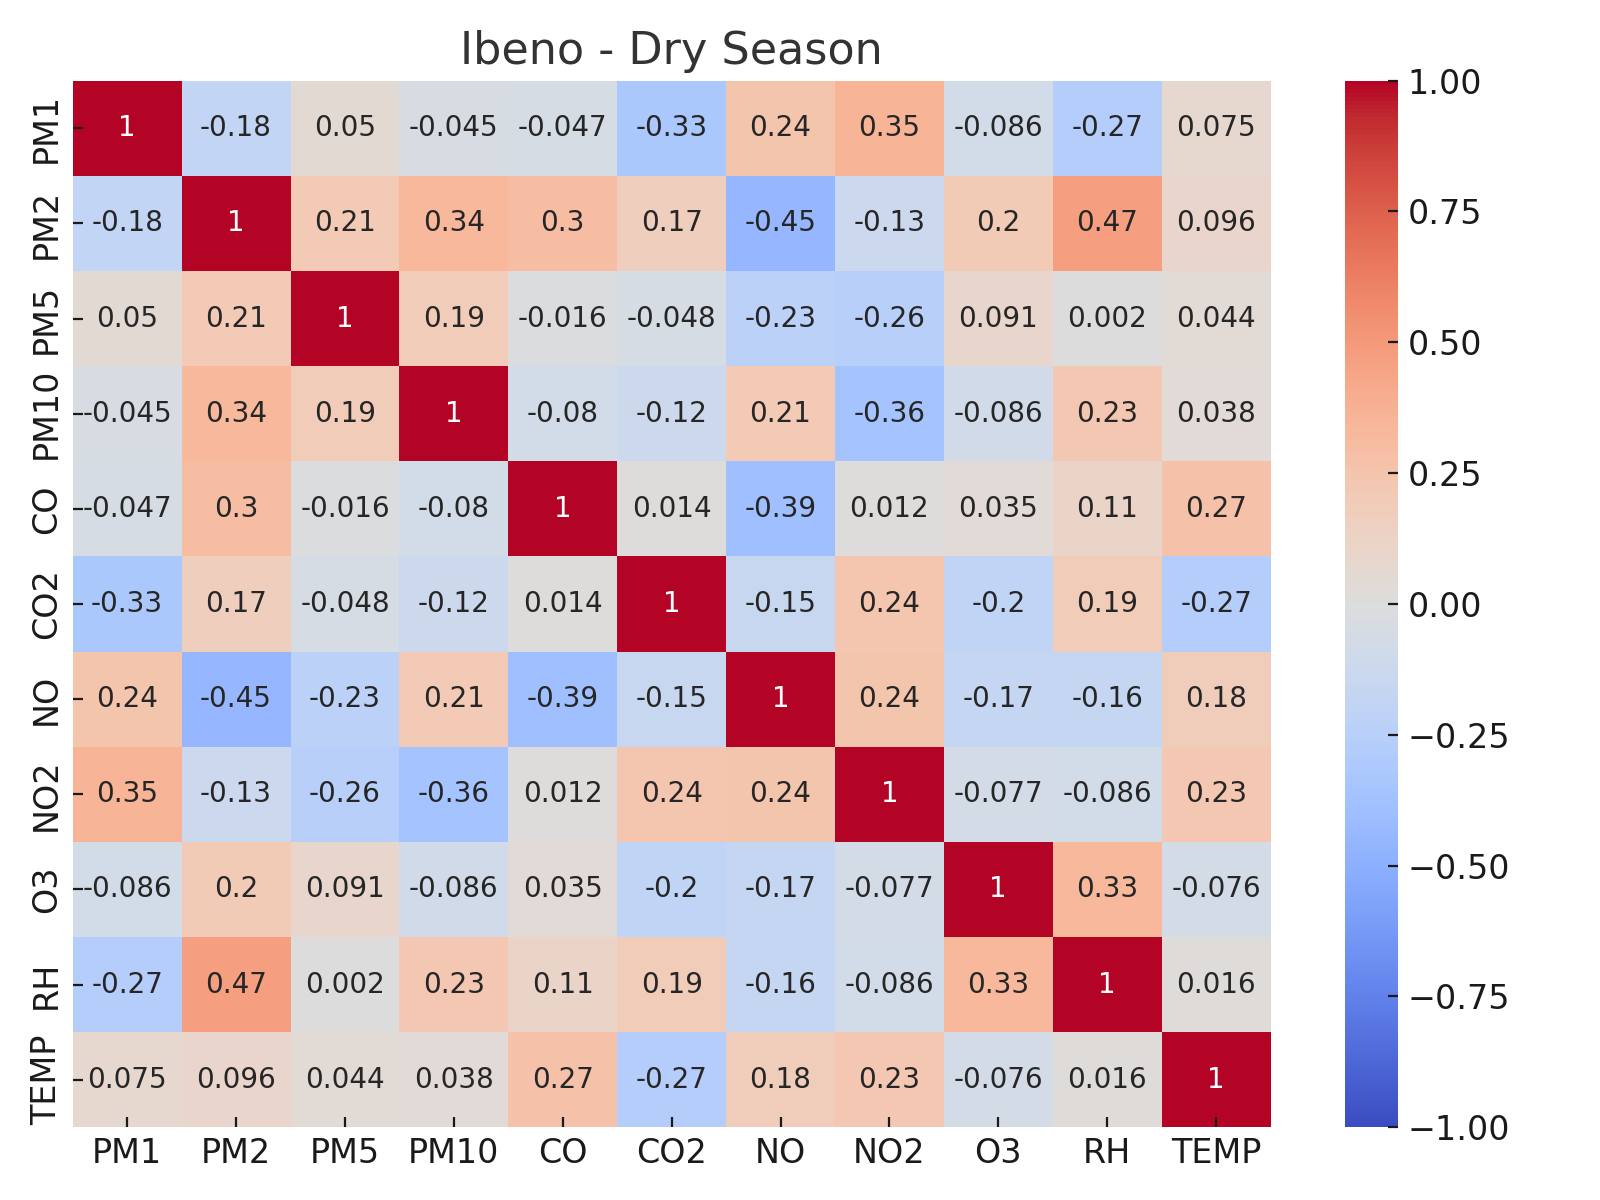 Ibeno - Dry Season
PM1 1 -0.18 0.05 -0.045 -0.047 -0.33 0.24 0.35 -0.086 -0.27 0.075
PM2 -0.18 1 0.21 0.34 0.3 0.17 -0.45 -0.13 0.2 0.47 0.096
PM5 0.05 0.21 1 0.19 -0.016 -0.048 -0.23 -0.26 0.091 0.002 0.044
PM10 -0.045 0.34 0.19 1 -0.08 -0.12 0.21 -0.36 -0.086 0.23 0.038
CO -0.047 0.3 -0.016 -0.08 1 0.014 -0.39 0.012 0.035 0.11 0.27
CO2 -0.33 0.17 -0.048 -0.12 0.014 1 -0.15 0.24 -0.2 0.19 -0.27
NO 0.24 -0.45 -0.23 0.21 -0.39 -0.15 1 0.24 -0.17 -0.16 0.18
NO2 0.35 -0.13 -0.26 -0.36 0.012 0.24 0.24 1 -0.077 -0.086 0.23
O3 -0.086 0.2 0.091 -0.086 0.035 -0.2 -0.17 -0.077 1 0.33 -0.076
RH -0.27 0.47 0.002 0.23 0.11 0.19 -0.16 -0.086 0.33 1 0.016
TEMP 0.075 0.096 0.044 0.038 0.27 -0.27 0.18 0.23 -0.076 0.016 1
PM1 PM2 PM5 PM10 CO CO2 NO NO2 O3 RH TEMP
1.00
0.75
0.50
0.25
0.00
−0.25
−0.50
−0.75
−1.00